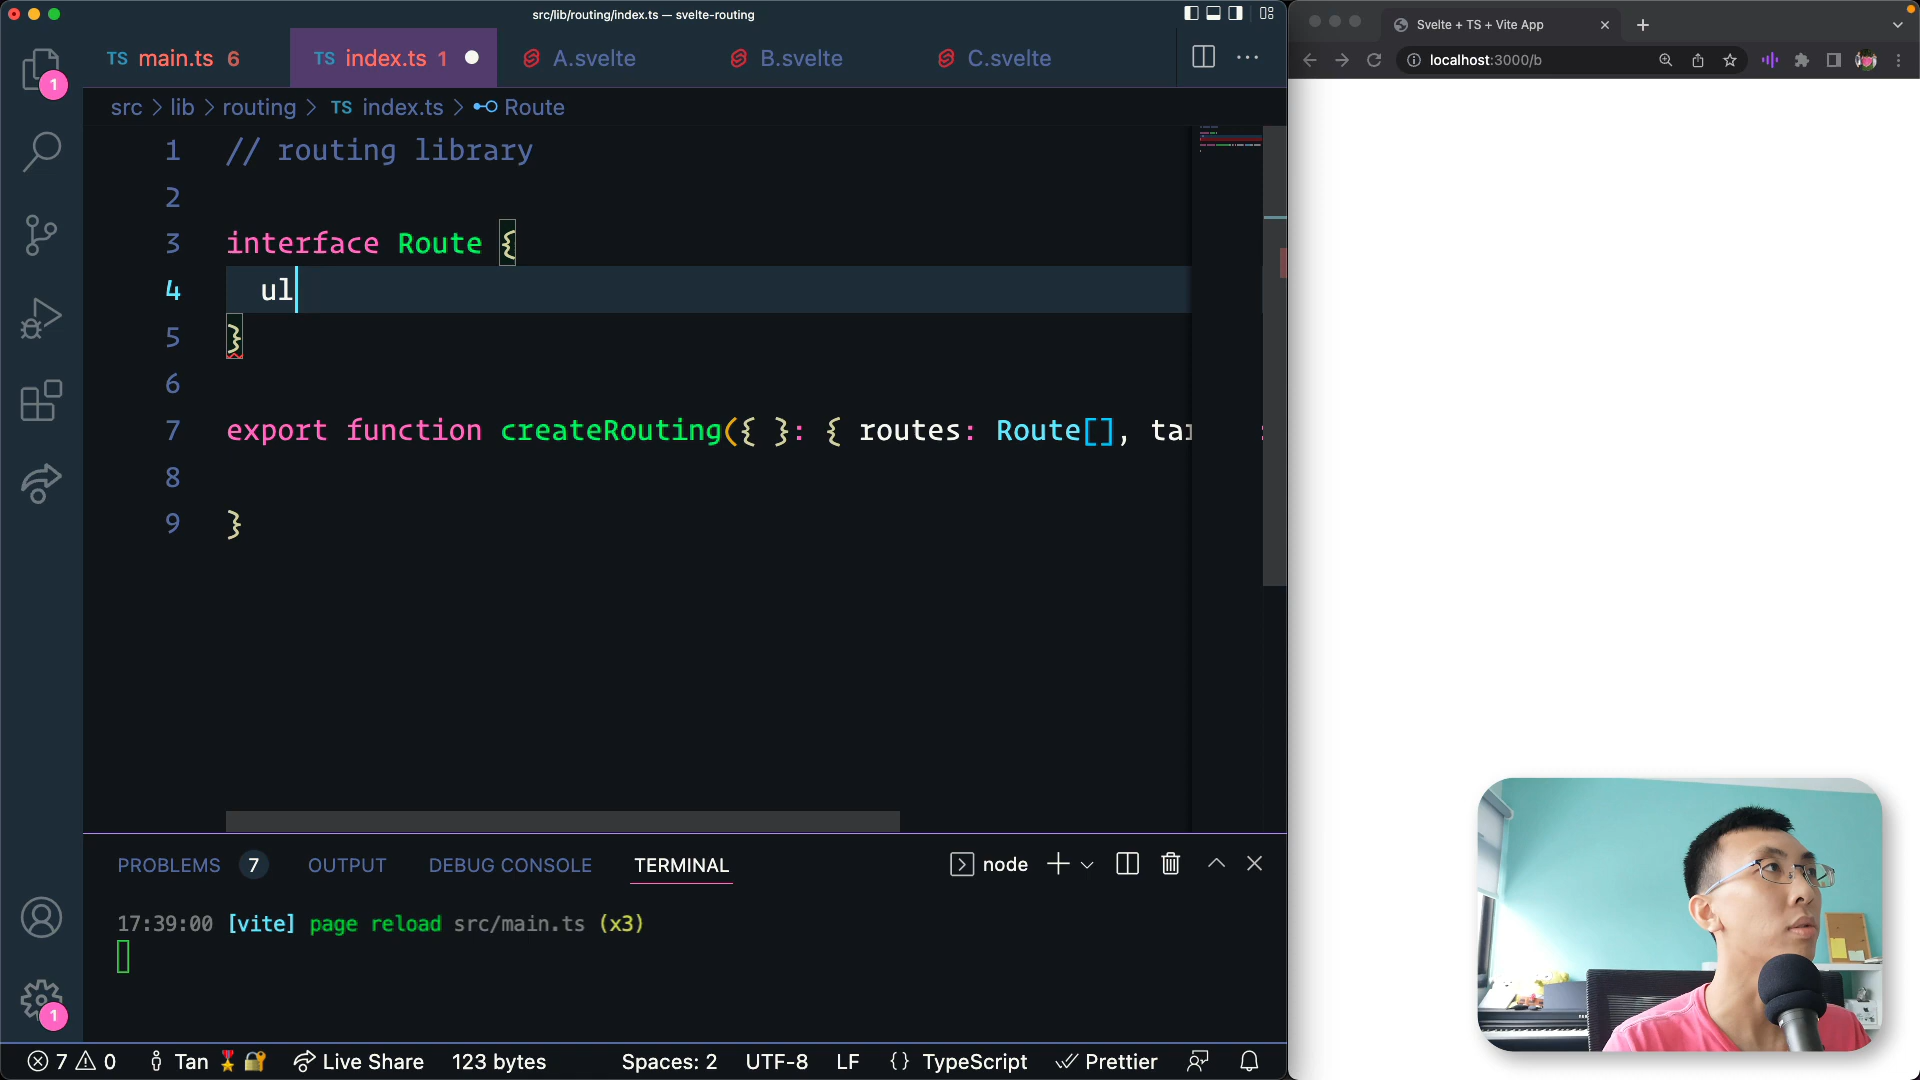 src/lib/routing/index.ts — svelte-routing
TS main.ts 6
TS index.ts 1
A.svelte
B.svelte
C.svelte
src > lib > routing > TS index.ts > Route
1 // routing library
2
3 interface Route {
4 ul
5 }
6
7 export function createRouting({ }: { routes: Route[], tar
8
9 }
1
1
PROBLEMS 7
OUTPUT
DEBUG CONSOLE
TERMINAL
node
17:39:00 [vite] page reload src/main.ts (x3)
7 0
Tan
Live Share
123 bytes
Spaces: 2
UTF-8
LF
{} TypeScript
Prettier
Svelte + TS + Vite App
localhost:3000/b